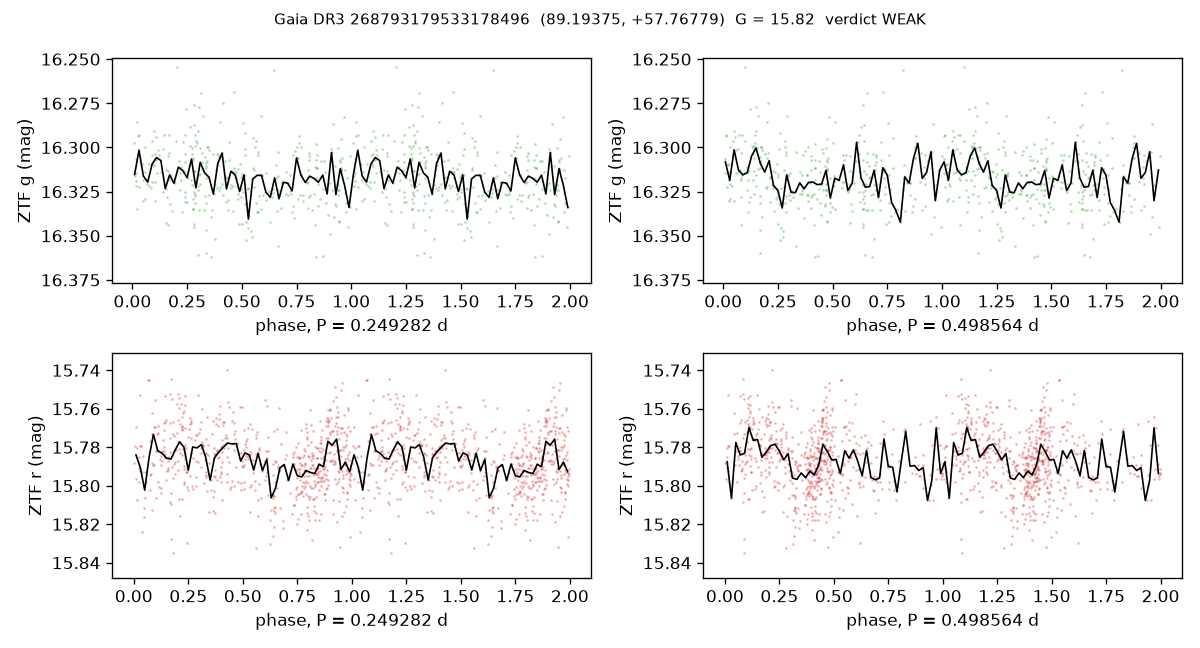 Gaia DR3 268793179533178496 (89.19375, +57.76779) G = 15.82 verdict WEAK
ZTF g (mag)
16.250
16.275
16.300
16.325
16.350
16.375
0.00 0.25 0.50 0.75 1.00 1.25 1.50 1.75 2.00
phase, P = 0.249282 d
ZTF g (mag)
16.250
16.275
16.300
16.325
16.350
16.375
0.00 0.25 0.50 0.75 1.00 1.25 1.50 1.75 2.00
phase, P = 0.498564 d
ZTF r (mag)
15.74
15.76
15.78
15.80
15.82
15.84
0.00 0.25 0.50 0.75 1.00 1.25 1.50 1.75 2.00
phase, P = 0.249282 d
ZTF r (mag)
15.74
15.76
15.78
15.80
15.82
15.84
0.00 0.25 0.50 0.75 1.00 1.25 1.50 1.75 2.00
phase, P = 0.498564 d